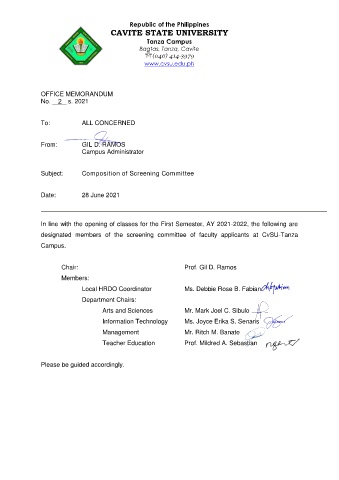 Republic of the Philippines
CAVITE STATE UNIVERSITY
Tanza Campus
Bagtas, Tanza, Cavite
(046) 414-3979
www.cvsu.edu.ph
OFFICE MEMORANDUM
No. 2 s. 2021
To: ALL CONCERNED
From: GIL D. RAMOS
Campus Administrator
Subject: Composition of Screening Committee
Date: 28 June 2021
In line with the opening of classes for the First Semester, AY 2021-2022, the following are
designated members of the screening committee of faculty applicants at CvSU-Tanza
Campus.
Chair: Prof. Gil D. Ramos
Members:
Local HRDO Coordinator Ms. Debbie Rose B. Fabian
Department Chairs:
Arts and Sciences Mr. Mark Joel C. Sibulo
Information Technology Ms. Joyce Erika S. Senaris
Management Mr. Ritch M. Banate
Teacher Education Prof. Mildred A. Sebastian
Please be guided accordingly.